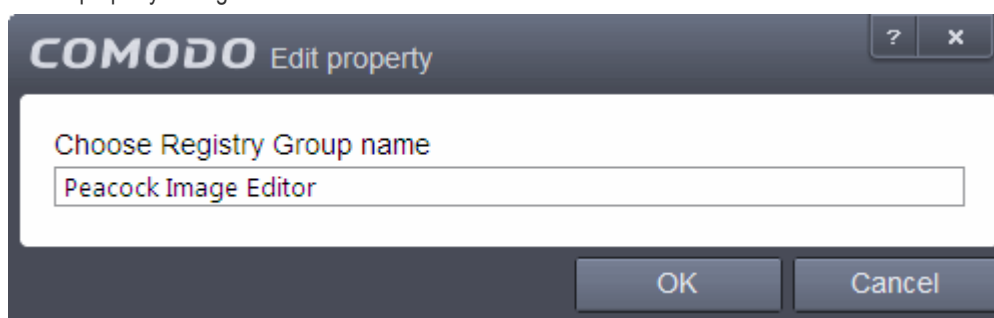 COMODO Edit property
? ×
Choose Registry Group name
Peacock Image Editor
OK Cancel